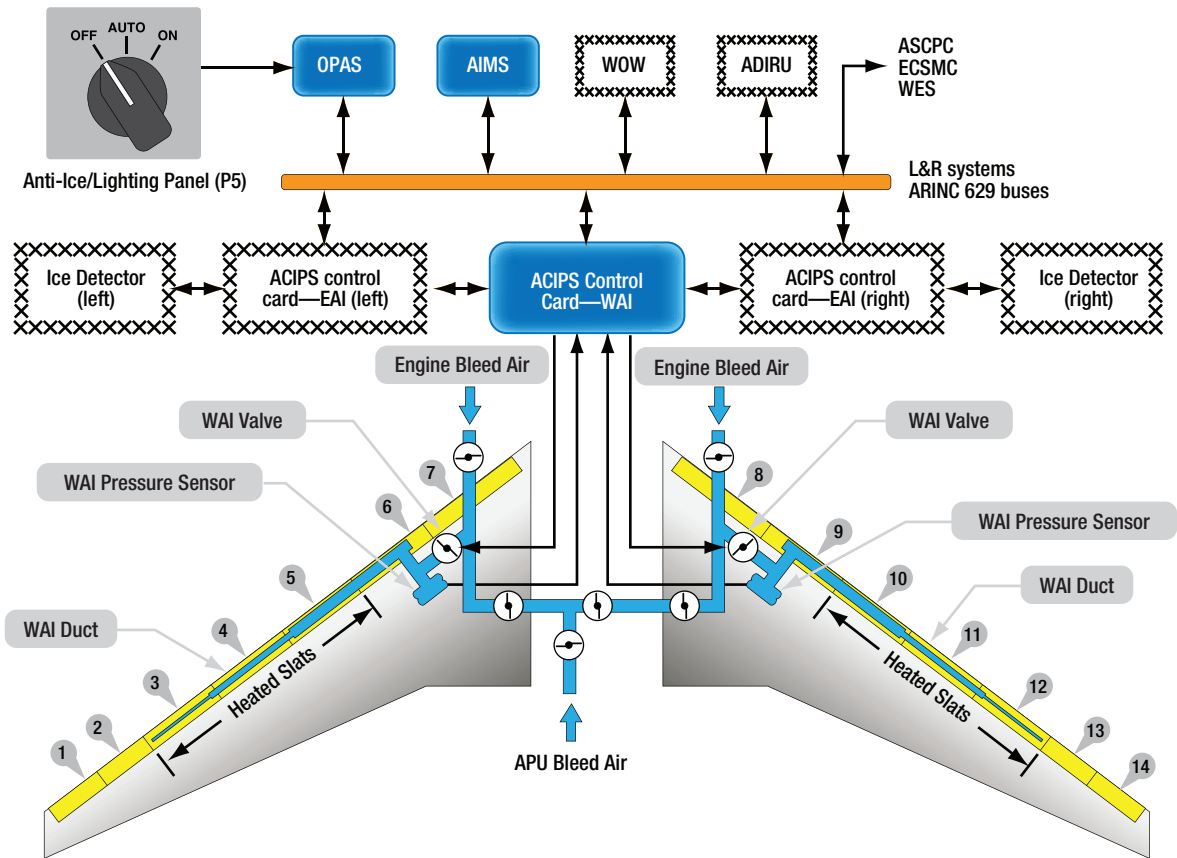 OFF
AUTO
ON
Anti-Ice/Lighting Panel (P5)
OPAS
AIMS
WOW
ADIRU
ASCPC
ECSMC
WES
L&R systems
ARINC 629 buses
Ice Detector
(left)
ACIPS control
card—EAI (left)
ACIPS Control
Card—WAI
ACIPS control
card—EAI (right)
Ice Detector
(right)
Engine Bleed Air
Engine Bleed Air
WAI Valve
WAI Valve
WAI Pressure Sensor
WAI Pressure Sensor
WAI Duct
WAI Duct
Heated Slats
Heated Slats
1
2
3
4
5
6
7
8
9
10
11
12
13
14
APU Bleed Air